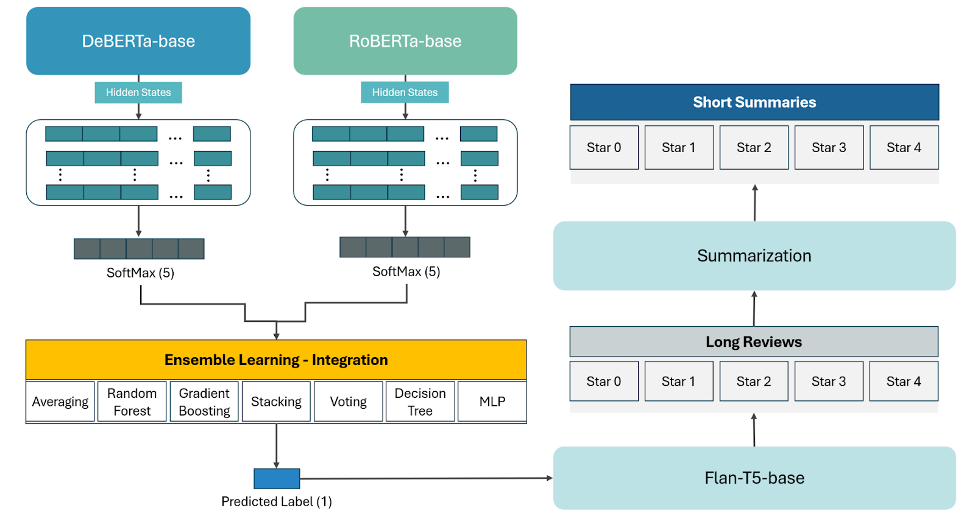 DeBERTa-base
RoBERTa-base
Hidden States
Hidden States
...
...
...
...
...
...
SoftMax (5)
SoftMax (5)
Ensemble Learning - Integration
Averaging
Random
Forest
Gradient
Boosting
Stacking
Voting
Decision
Tree
MLP
Predicted Label (1)
Short Summaries
Star 0
Star 1
Star 2
Star 3
Star 4
Summarization
Long Reviews
Star 0
Star 1
Star 2
Star 3
Star 4
Flan-T5-base